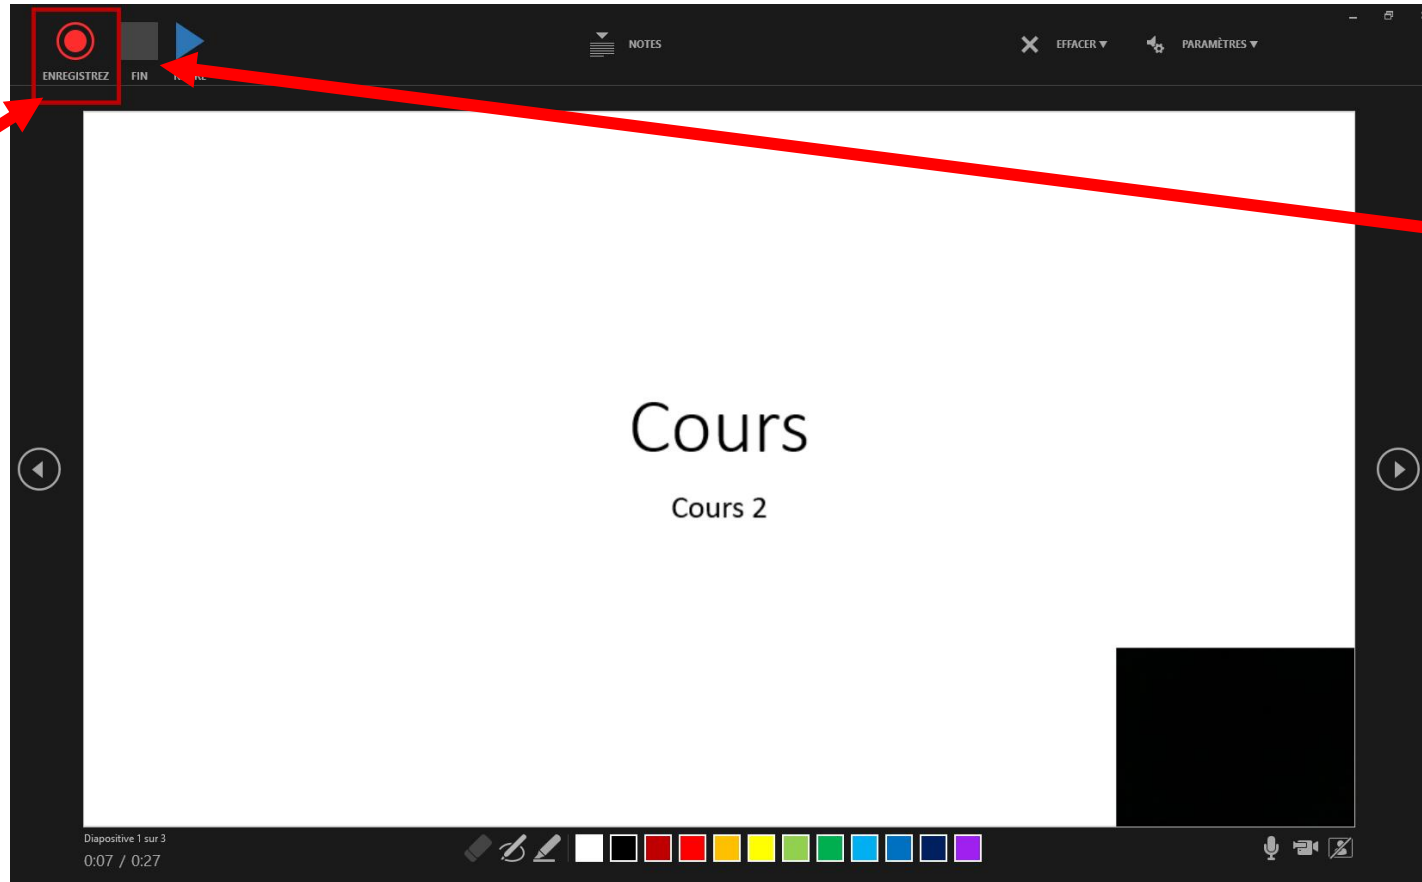 NOTES
EFFACER
PARAMÈTRES
ENREGISTREZ
FIN
Cours
Cours 2
Diapositive 1 sur 3
0:07 / 0:27